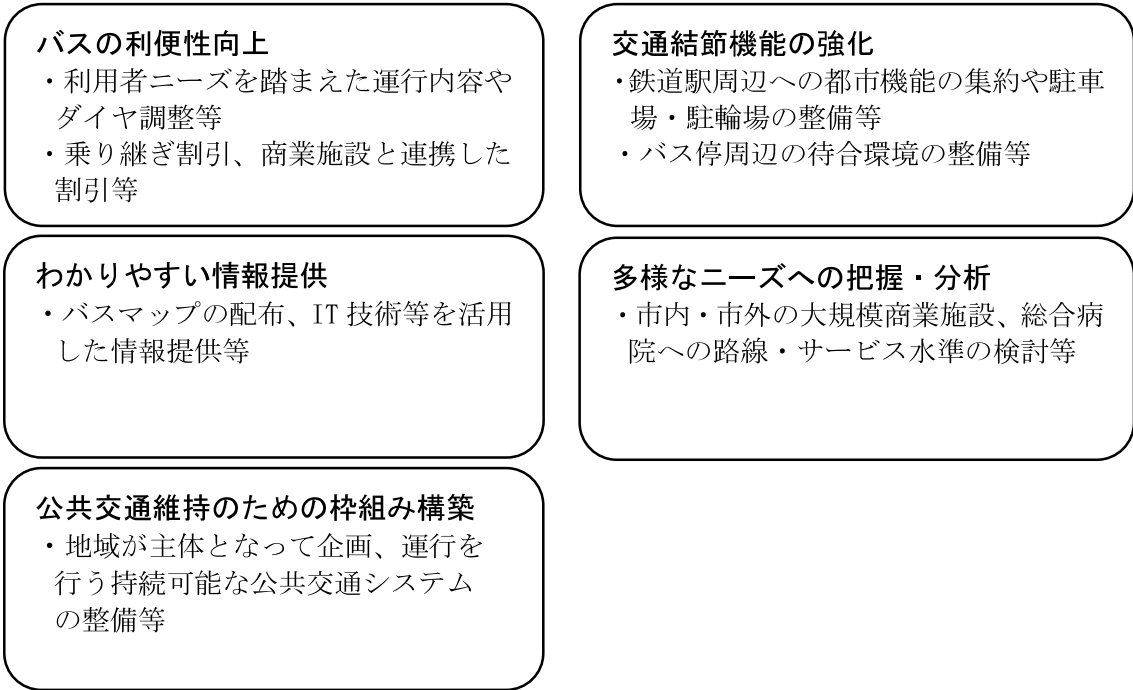 バスの利便性向上
・利用者ニーズを踏まえた運行内容や
ダイヤ調整等
・乗り継ぎ割引、商業施設と連携した
割引等
交通結節機能の強化
・鉄道駅周辺への都市機能の集約や駐車
場・駐輪場の整備等
・バス停周辺の待合環境の整備等
わかりやすい情報提供
・バスマップの配布、IT 技術等を活用
した情報提供等
多様なニーズへの把握・分析
・市内・市外の大規模商業施設、総合病
院への路線・サービス水準の検討等
公共交通維持のための枠組み構築
・地域が主体となって企画、運行を
行う持続可能な公共交通システム
の整備等